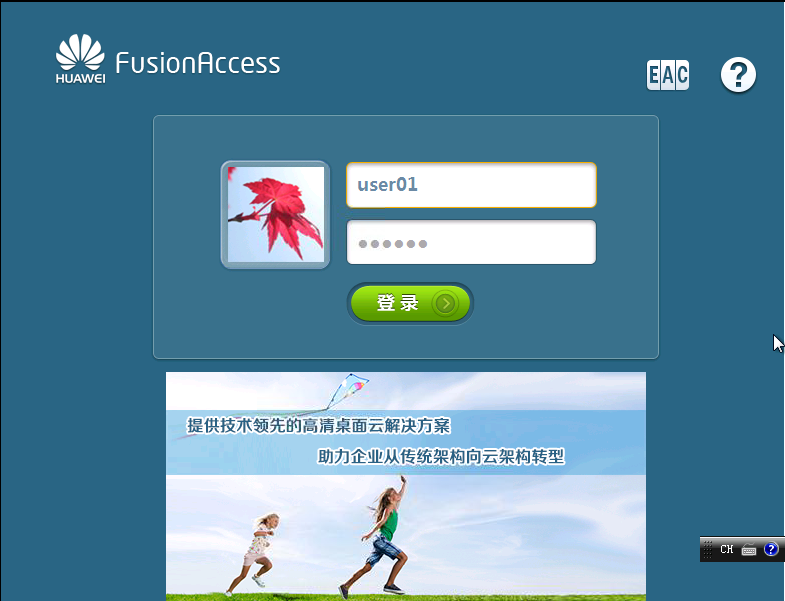 HUAWEI
FusionAccess
EAC
?
user01
登 录
提供技术领先的高清桌面云解决方案
助力企业从传统架构向云架构转型
CH
?